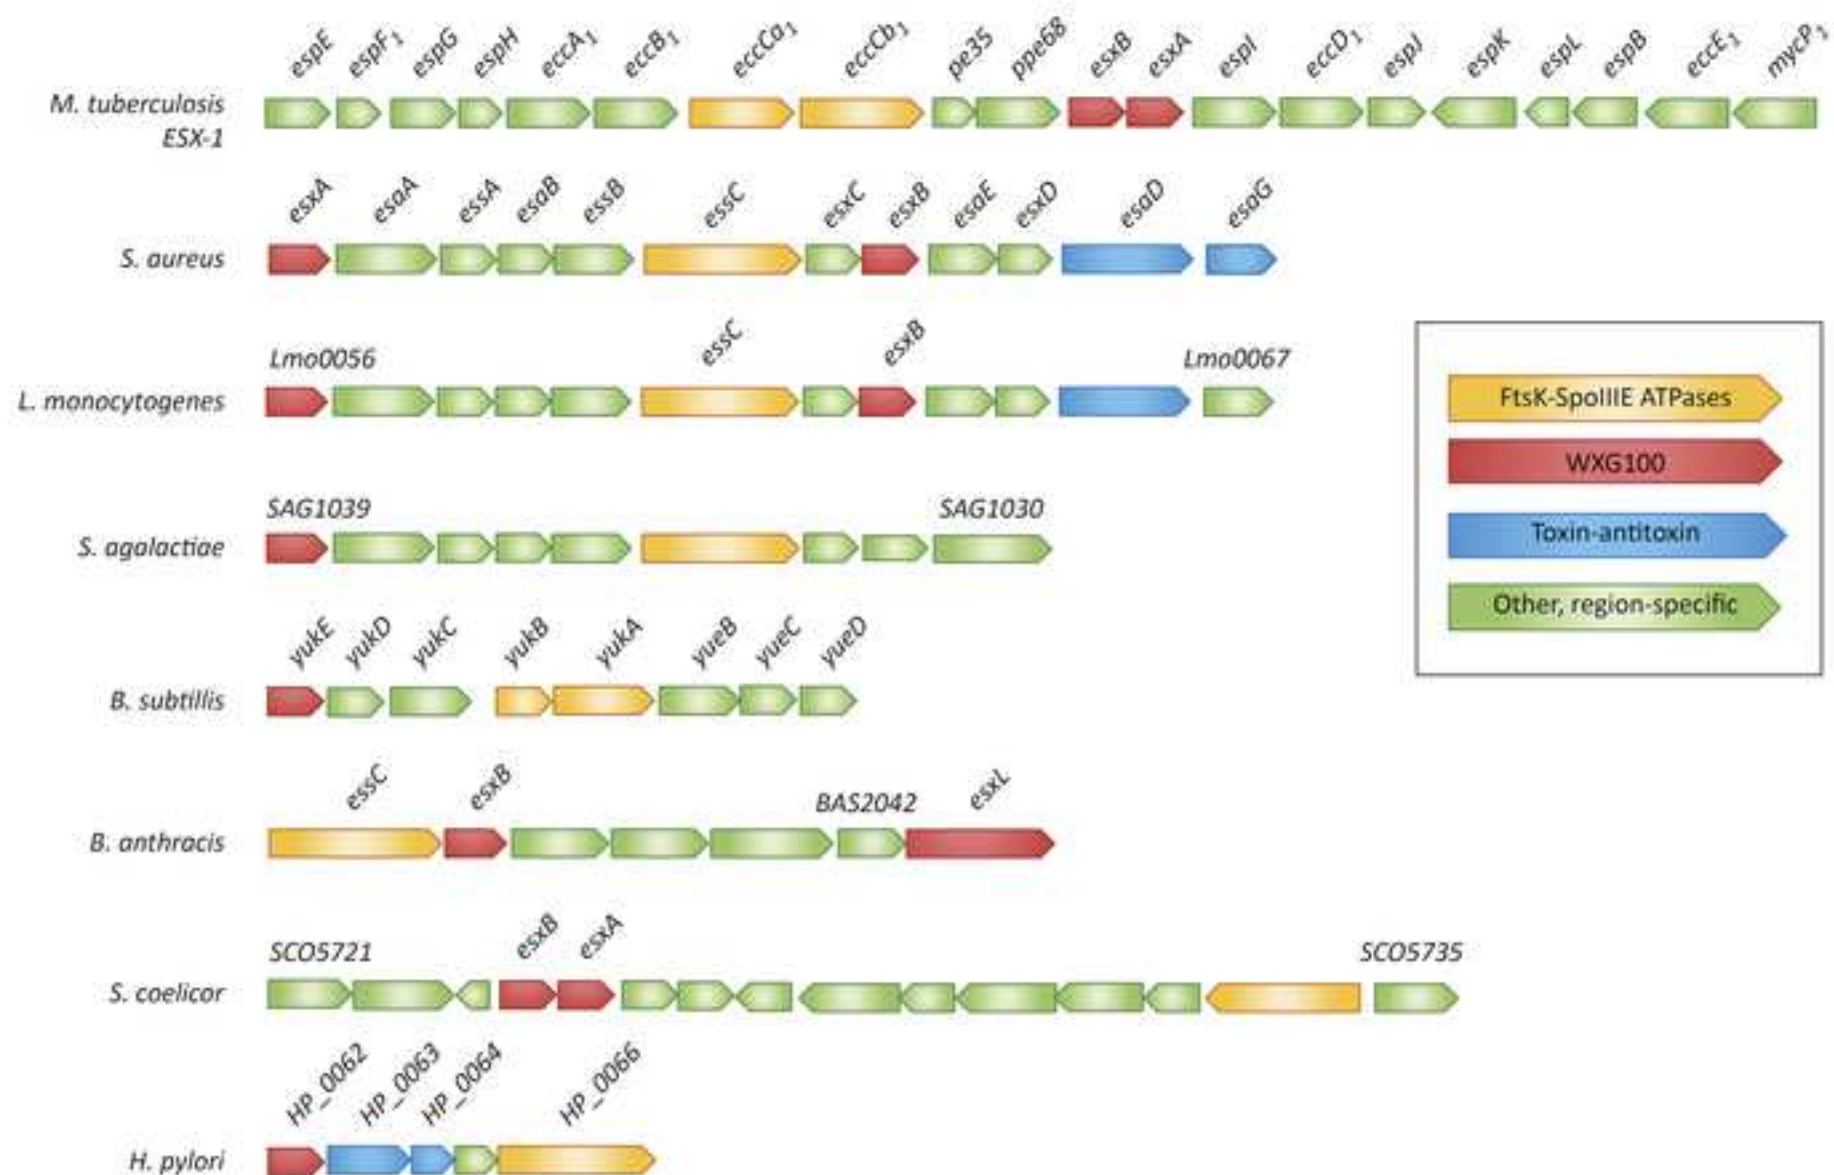 espE espF1 espG espH eccA1 eccB1 eccCa1 eccCb1 pe35 ppe68 esxB esxA espI eccD1 espJ espK espL espB eccE1 mycP1
M. tuberculosis
ESX-1
esxA esaA essA esaB essB essC esxC esxB esaE esxD esaD esaG
S. aureus
essC esxB
Lmo0056 Lmo0067
L. monocytogenes
FtsK-SpoIIIE ATPases
WXG100
Toxin-antitoxin
Other, region-specific
SAG1039 SAG1030
S. agalactiae
yukE yukD yukC yukB yukA yueB yueC yueD
B. subtillis
essC esxB BAS2042 esxL
B. anthracis
SCO5721 esxB esxA SCO5735
S. coelicor
HP_0062 HP_0063 HP_0064 HP_0066
H. pylori